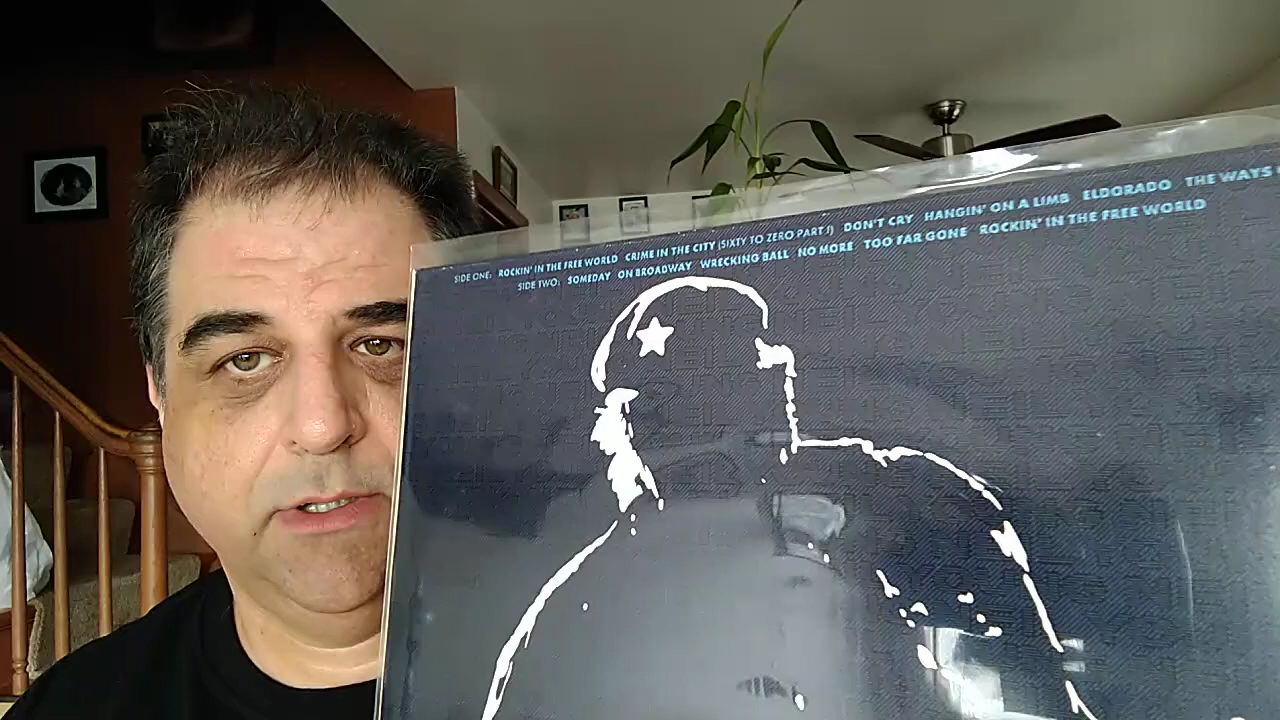 SIDE ONE: ROCKIN' IN THE FREE WORLD CRIME IN THE CITY (SIXTY TO ZERO PART I) DON'T CRY HANGIN' ON A LIMB ELDORADO THE WAYS
SIDE TWO: SOMEDAY ON BROADWAY WRECKING BALL NO MORE TOO FAR GONE ROCKIN' IN THE FREE WORLD